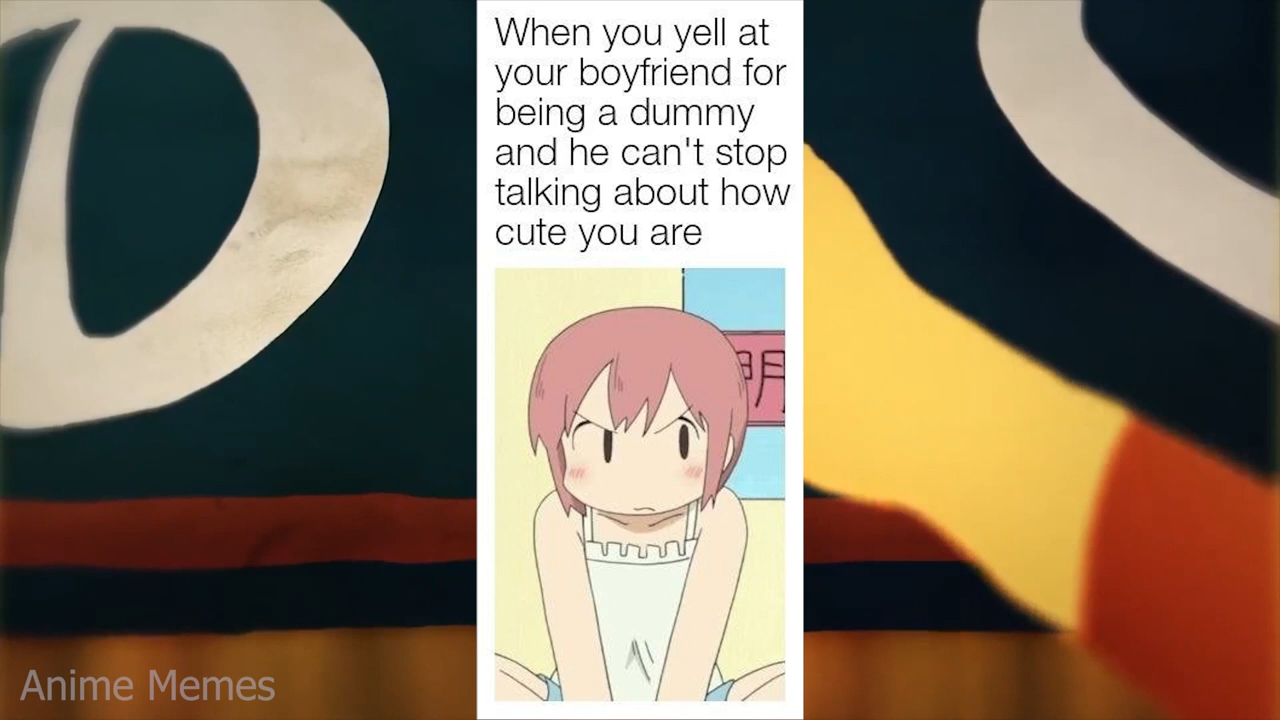 When you yell at
your boyfriend for
being a dummy
and he can't stop
talking about how
cute you are
明
Anime Memes